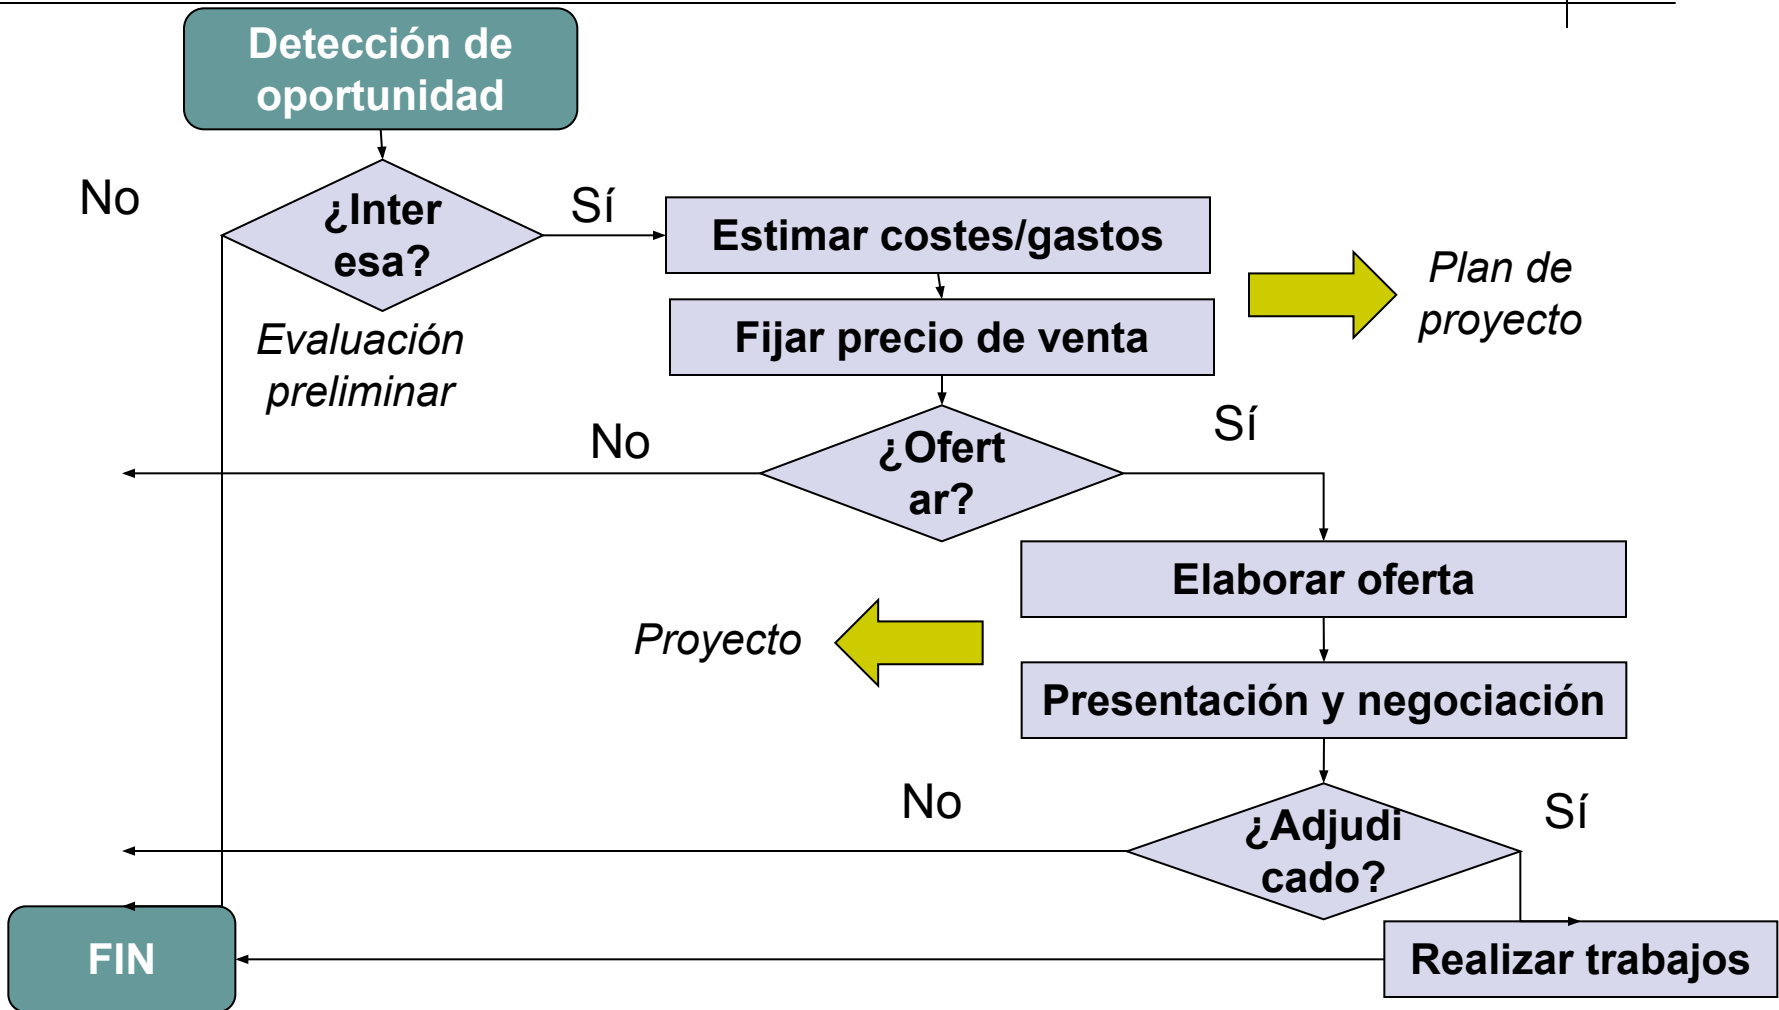 Detección de
oportunidad
No
¿Inter
esa?
Sí
Estimar costes/gastos
Plan de
proyecto
Fijar precio de venta
Evaluación
preliminar
No
¿Ofert
ar?
Sí
Elaborar oferta
Proyecto
Presentación y negociación
No
¿Adjudi
cado?
Sí
FIN
Realizar trabajos